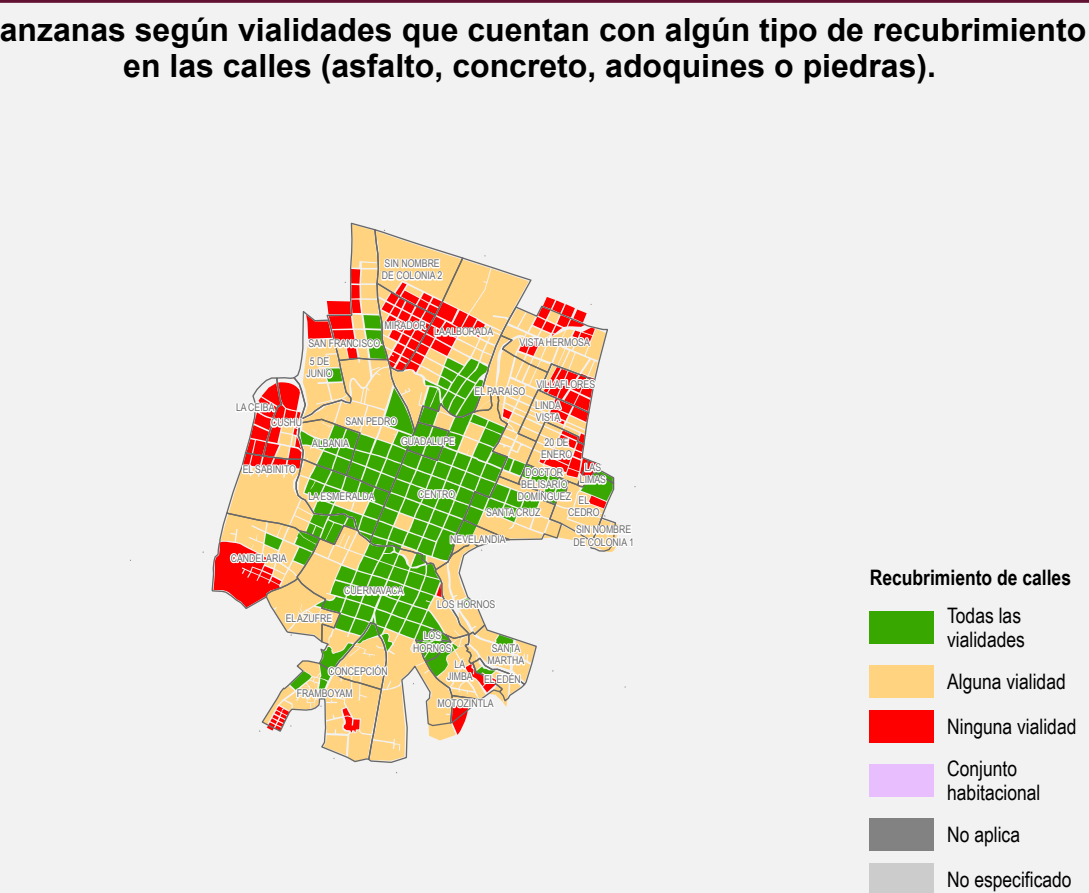 anzanas según vialidades que cuentan con algún tipo de recubrimiento
en las calles (asfalto, concreto, adoquines o piedras).
SIN NOMBRE
DE COLONIA 2
MIRADOR
LA ALBORADA
SAN FRANCISCO
VISTA HERMOSA
5 DE
JUNIO
EL PARAÍSO
VILLAFLORES
LA CEIBA
CUSHU
LINDA
VISTA
SAN PEDRO
ALBANIA
GUADALUPE
20 DE
ENERO
EL SABINITO
LAS
LIMAS
DOCTOR
BELISARIO
DOMÍNGUEZ
LA ESMERALDA
CENTRO
SANTA CRUZ
EL
CEDRO
SIN NOMBRE
DE COLONIA 1
NEVELANDIA
CANDELARIA
CUERNAVACA
LOS HORNOS
EL AZUFRE
LOS
HORNOS
SANTA
MARTHA
LA
JIMBA
EL EDÉN
CONCEPCIÓN
FRAMBOYAM
MOTOZINTLA
Recubrimiento de calles
Todas las
vialidades
Alguna vialidad
Ninguna vialidad
Conjunto
habitacional
No aplica
No especificado